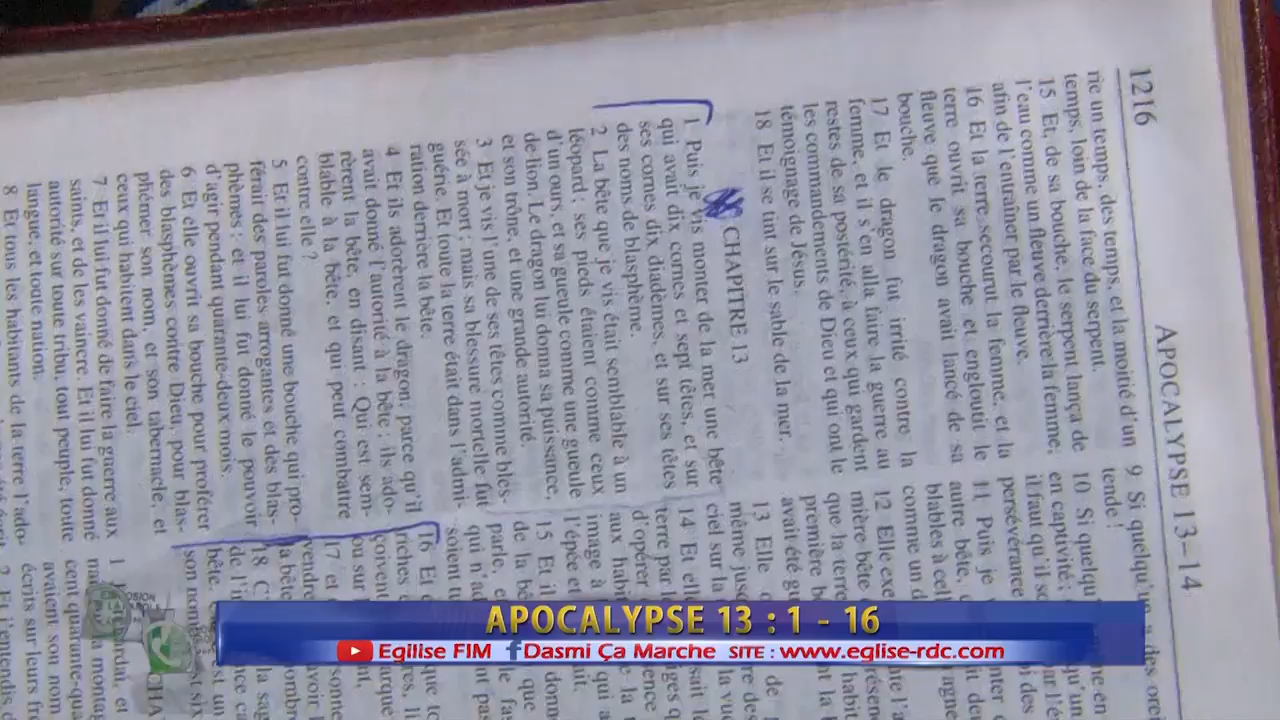 1216
APOCALYPSE 13–14
rie un temps, des temps, et la moitié d'un
temps, loin de la face du serpent.
15 Et, de sa bouche, le serpent lança de
l'eau comme un fleuve derrière la femme,
afin de l'entraîner par le fleuve.
16 Et la terre secourut la femme, et la
terre ouvrit sa bouche et engloutit le
fleuve que le dragon avait lancé de sa
bouche.
17 Et le dragon fut irrité contre la
femme, et il s'en alla faire la guerre au
restes de sa postérité, à ceux qui gardent
les commandements de Dieu et qui ont le
témoignage de Jésus.
18 Et il se tint sur le sable de la mer.
CHAPITRE 13
1 Puis je vis monter de la mer une bête
qui avait dix cornes et sept têtes, et sur
ses cornes dix diadèmes, et sur ses têtes
des noms de blasphème.
2 La bête que je vis était semblable à un
léopard ; ses pieds étaient comme ceux
d'un ours, et sa gueule comme une gueule
de lion. Le dragon lui donna sa puissance,
et son trône, et une grande autorité.
3 Et je vis l'une de ses têtes comme bles-
sée à mort ; mais sa blessure mortelle fut
guérie. Et toute la terre était dans l'admi
ration derrière la bête.
4 Et ils adorèrent le dragon, parce qu'il
avait donné l'autorité à la bête ; ils ado-
rèrent la bête, en disant : Qui est sem-
blable à la bête, et qui peut combattre
contre elle ?
5 Et il lui fut donné une bouche qui pro-
férait des paroles arrogantes et des blas-
phèmes ; et il lui fut donné le pouvoir
d'agir pendant quarante-deux mois.
6 Et elle ouvrit sa bouche pour proférer
des blasphèmes contre Dieu, pour blas-
phémer son nom, et son tabernacle, et
ceux qui habitent dans le ciel.
7 Et il lui fut donné de faire la guerre aux
saints, et de les vaincre. Et il lui fut donné
autorité sur toute tribu, tout peuple, toute
langue, et toute nation.
8 Et tous les habitants de la terre l'ado-
9 Si quelqu'un a des
tende !
10 Si quelqu
en captivité ;
il faut qu'il
persévérance
11 Puis je
autre bête,
blables à
comme un
12 Elle
mière bête
que la terre
première
avait été
13 Elle
même
ciel sur la
14 Et elle
terre par
d'opérer
aux
image à
l'épée et
15 Et il
de la
parle, et
qui
soient
16 Et
riches
ou sur
17 et
vendre
la bête
18
bête.
son nom
APOCALYPSE 13 : 1 - 16
Egilise FIM Dasmi Ça Marche SITE : www.eglise-rdc.com